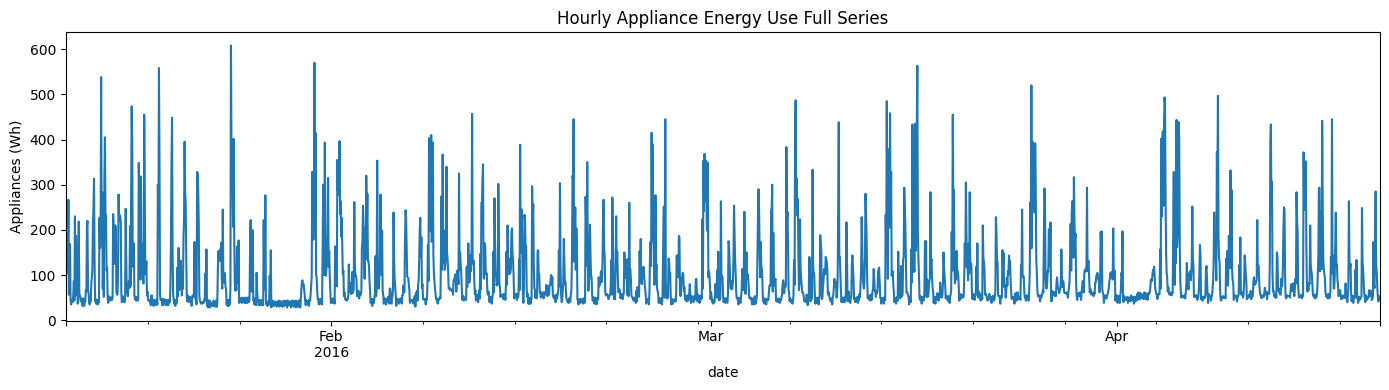 Hourly Appliance Energy Use Full Series
Appliances (Wh)
600
500
400
300
200
100
0
Feb
2016
Mar
Apr
date